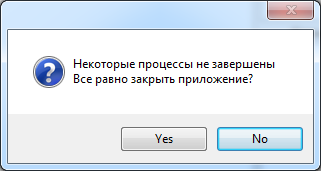 Некоторые процессы не завершены
Все равно закрыть приложение?
Yes No